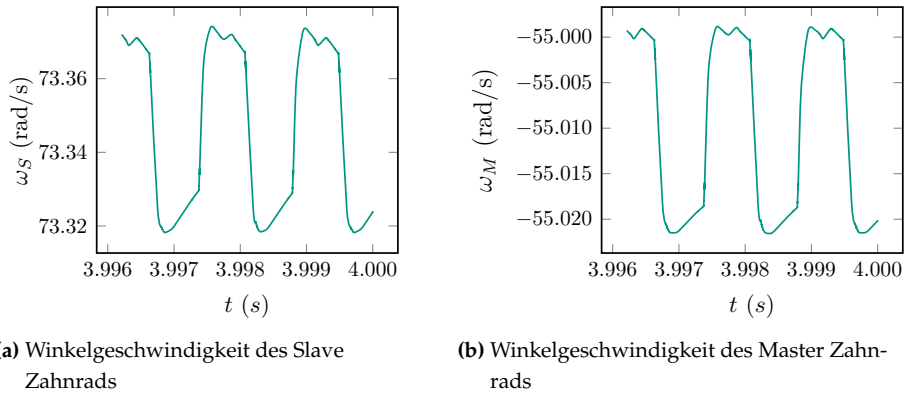 73.36
73.34
73.32
ω_S (rad/s)
3.996 3.997 3.998 3.999 4.000
t (s)
−55.000
−55.005
−55.010
−55.015
−55.020
ω_M (rad/s)
3.996 3.997 3.998 3.999 4.000
t (s)
a) Winkelgeschwindigkeit des Slave
Zahnrads
(b) Winkelgeschwindigkeit des Master Zahn-
rads